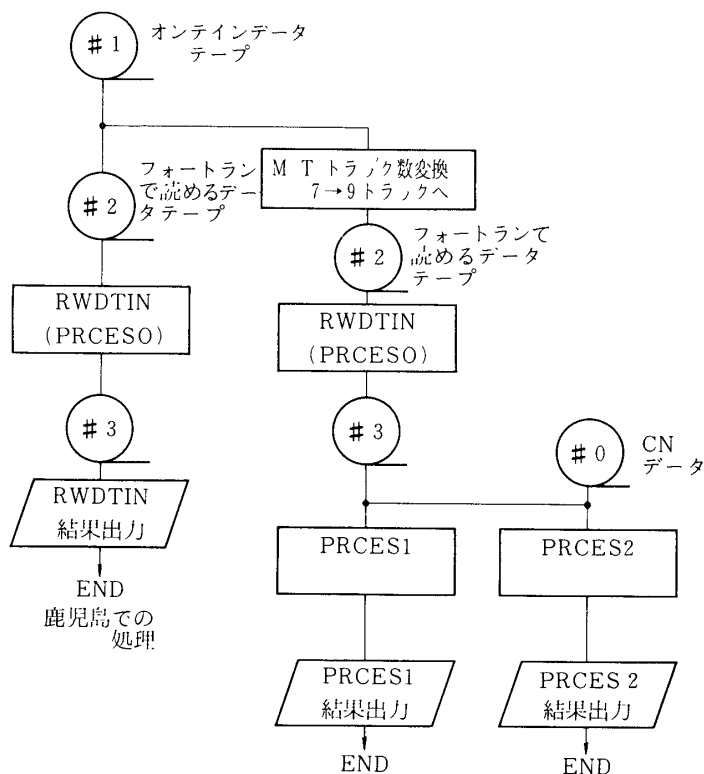 #1
オンテインデータ
テープ
#2
フォートラン
で読めるデー
タテープ
MTトラック数変換
7→9トラックへ
#2
フォートランで
読めるデータ
テープ
RWDTIN
(PRCESO)
RWDTIN
(PRCESO)
#3
#3
#0
CN
データ
RWDTIN
結果出力
END
鹿児島での
処理
PRCES1
PRCES2
PRCES1
結果出力
PRCES2
結果出力
END
END